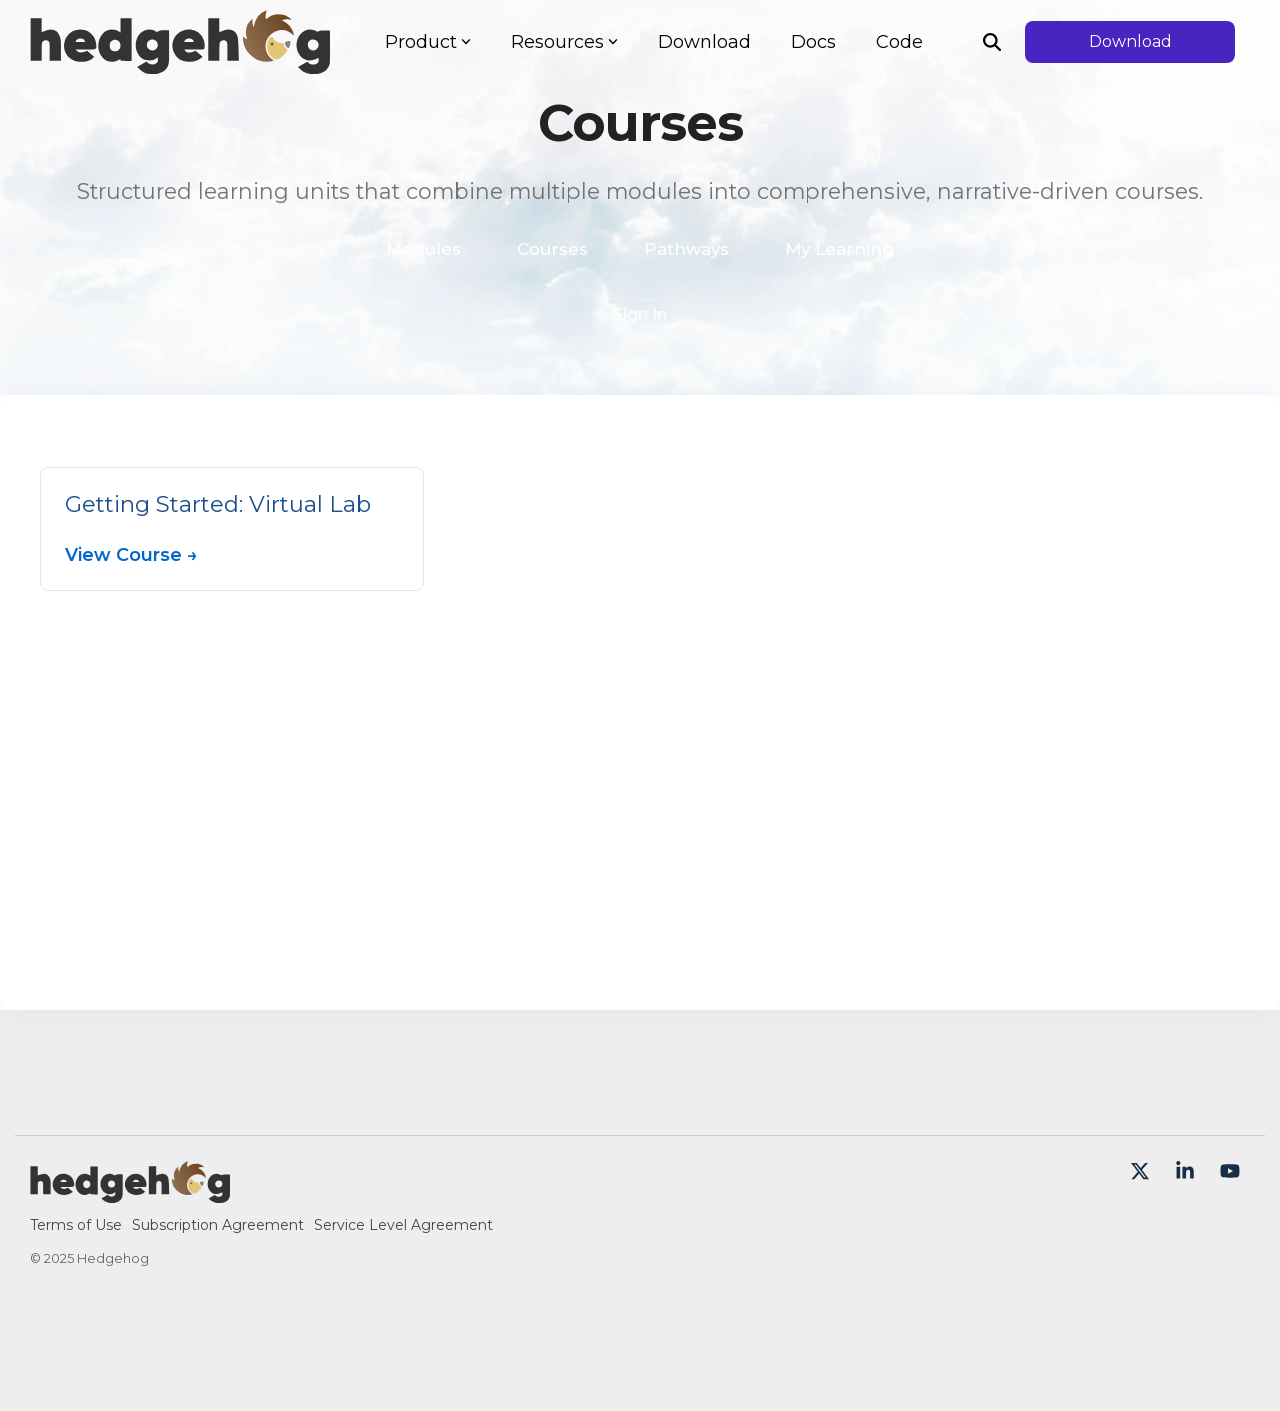 hedgehog
Product Resources Download Docs Code Download
Courses
Structured learning units that combine multiple modules into comprehensive, narrative-driven courses.
Modules Courses Pathways My Learning
Sign In
Getting Started: Virtual Lab
View Course →
hedgehog
Terms of Use Subscription Agreement Service Level Agreement
© 2025 Hedgehog